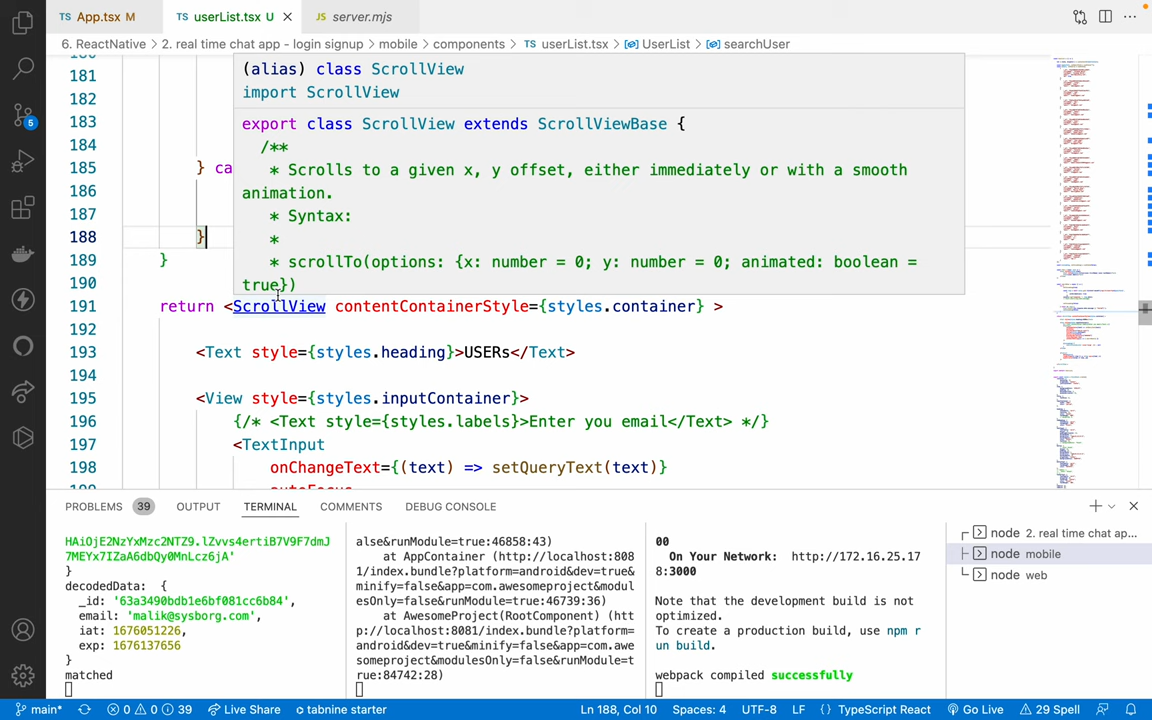 App.tsx M
userList.tsx U
server.mjs
6. ReactNative > 2. real time chat app - login signup > mobile > components > userList.tsx > UserList > searchUser
181
182
183
184
185 } ca
186
187
188 }
189 }
190
(alias) class ScrollView
import ScrollView
export class ScrollView extends ScrollViewBase {
/**
* Scrolls to a given x, y offset, either immediately or with a smooth
animation.
* Syntax:
*
* scrollTo(options: {x: number = 0; y: number = 0; animated: boolean =
true})
191 return <ScrollView contentContainerStyle={styles.container} >
192
193 <Text style={styles.heading}>USERs</Text>
194
195 <View style={styles.inputContainer}>
196 {/* <Text style={styles.labels}>Enter you email</Text> */}
197 <TextInput
198 onChangeText={(text) => setQueryText(text)}
PROBLEMS 39 OUTPUT TERMINAL COMMENTS DEBUG CONSOLE
HAiOjE2NzYxMzc2NTZ9.lZvvs4ertiB7V9F7dmJ
7MEYx7IZaA6dbQy0MnLcz6jA'
}
decodedData: {
_id: '63a3490bdb1e6bf081cc6b84',
email: 'malik@sysborg.com',
iat: 1676051226,
exp: 1676137656
}
matched
alse&runModule=true:46858:43)
at AppContainer (http://localhost:808
1/index.bundle?platform=android&dev=true&
minify=false&app=com.awesomeproject&modul
esOnly=false&runModule=true:46739:36)
at AwesomeProject(RootComponent) (htt
p://localhost:8081/index.bundle?platform=
android&dev=true&minify=false&app=com.awe
someproject&modulesOnly=false&runModule=t
rue:84742:28)
00
On Your Network: http://172.16.25.17
8:3000
Note that the development build is not
optimized.
To create a production build, use npm r
un build.
webpack compiled successfully
node 2. real time chat ap...
node mobile
node web
5
main* 0 0 39 Live Share tabnine starter Ln 188, Col 10 Spaces: 4 UTF-8 LF {} TypeScript React Go Live 29 Spell